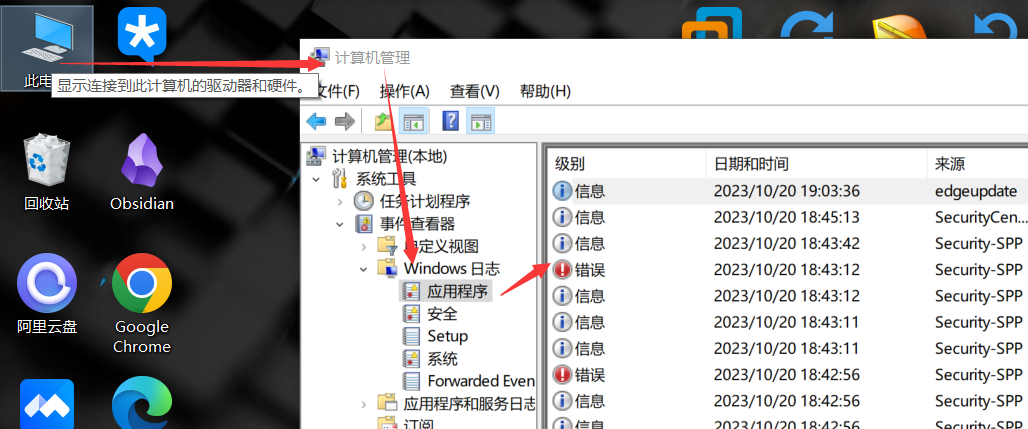 此电
显示连接到此计算机的驱动器和硬件。
回收站
Obsidian
阿里云盘
Google
Chrome
计算机管理
文件(F) 操作(A) 查看(V) 帮助(H)
计算机管理(本地)
系统工具
任务计划程序
事件查看器
自定义视图
Windows 日志
应用程序
安全
Setup
系统
Forwarded Even
应用程序和服务日志
订阅
级别 日期和时间 来源
信息 2023/10/20 19:03:36 edgeupdate
信息 2023/10/20 18:45:13 SecurityCen...
信息 2023/10/20 18:43:42 Security-SPP
错误 2023/10/20 18:43:12 Security-SPP
信息 2023/10/20 18:43:12 Security-SPP
信息 2023/10/20 18:43:11 Security-SPP
信息 2023/10/20 18:43:11 Security-SPP
错误 2023/10/20 18:42:56 Security-SPP
信息 2023/10/20 18:42:56 Security-SPP
信息 2023/10/20 18:42:56 Security-SPP